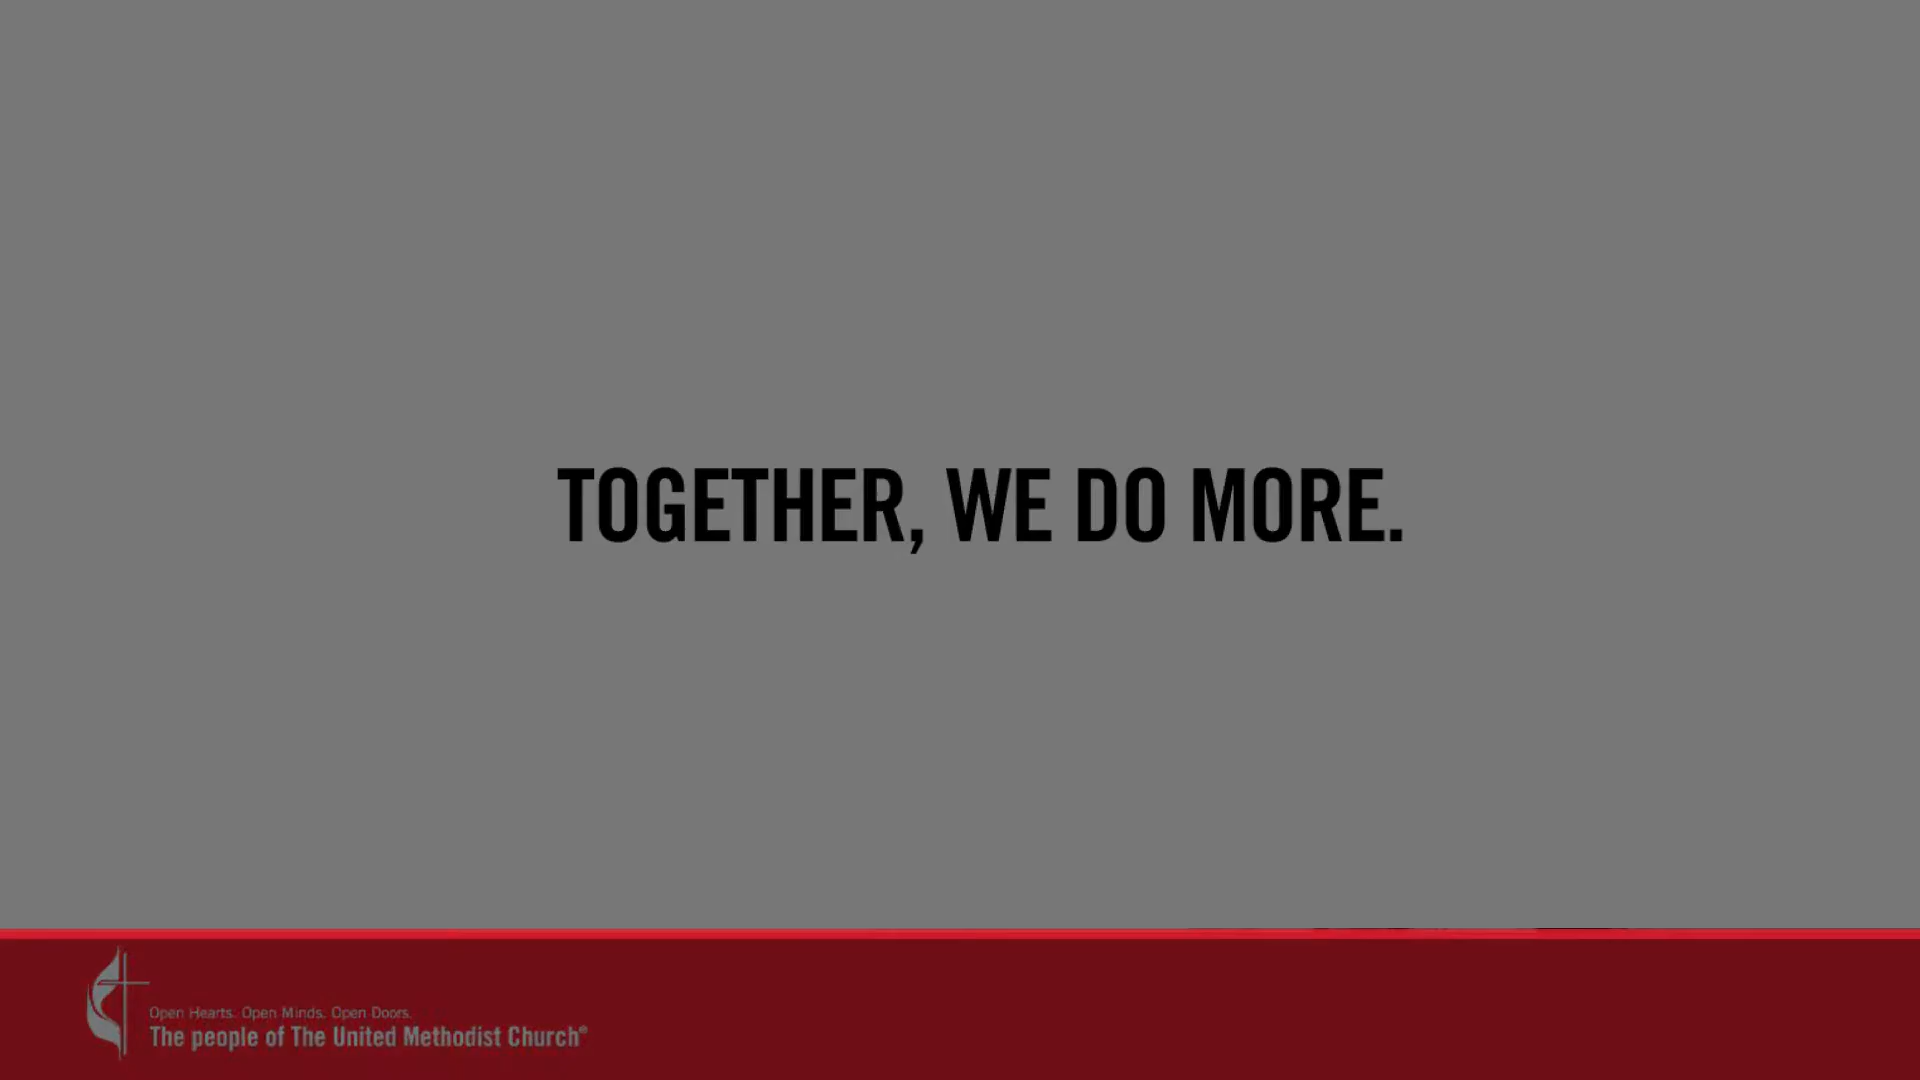 TOGETHER, WE DO MORE.
Open Hearts. Open Minds. Open Doors.
The people of The United Methodist Church®